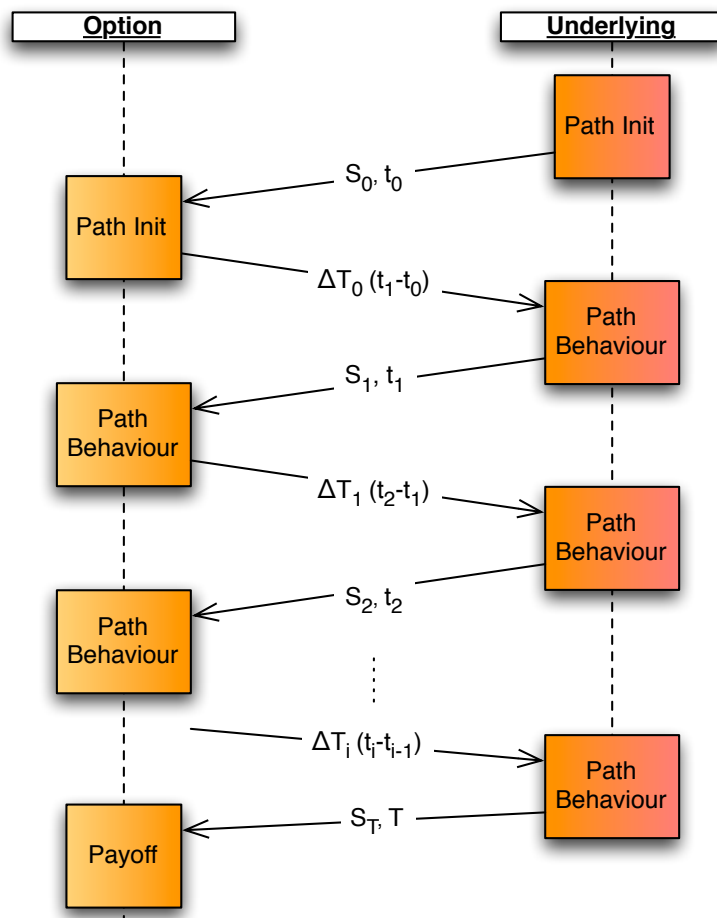 Option
Underlying
Path Init
S₀, t₀
Path Init
ΔT₀ (t₁-t₀)
Path
Behaviour
S₁, t₁
Path
Behaviour
ΔT₁ (t₂-t₁)
Path
Behaviour
S₂, t₂
Path
Behaviour
ΔTᵢ (tᵢ-tᵢ₋₁)
Path
Behaviour
S_T, T
Payoff